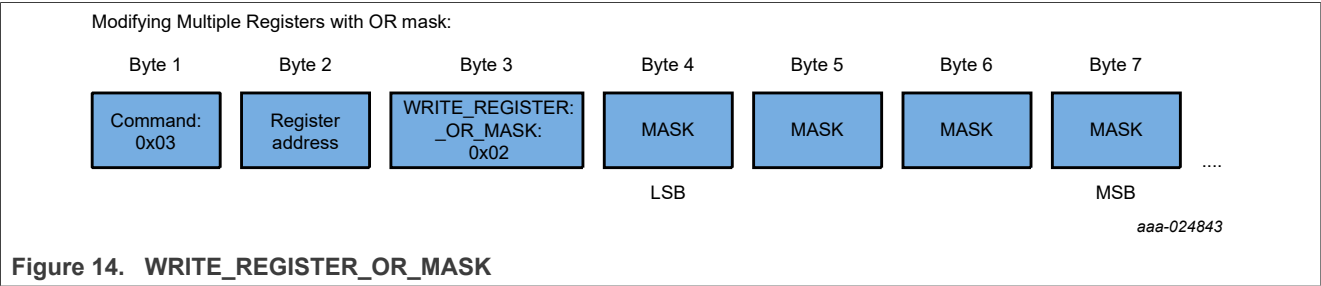 Modifying Multiple Registers with OR mask:
Byte 1 Byte 2 Byte 3 Byte 4 Byte 5 Byte 6 Byte 7
Command:
0x03
Register
address
WRITE_REGISTER:
_OR_MASK:
0x02
MASK
MASK
MASK
MASK
....
LSB MSB
aaa-024843
Figure 14. WRITE_REGISTER_OR_MASK